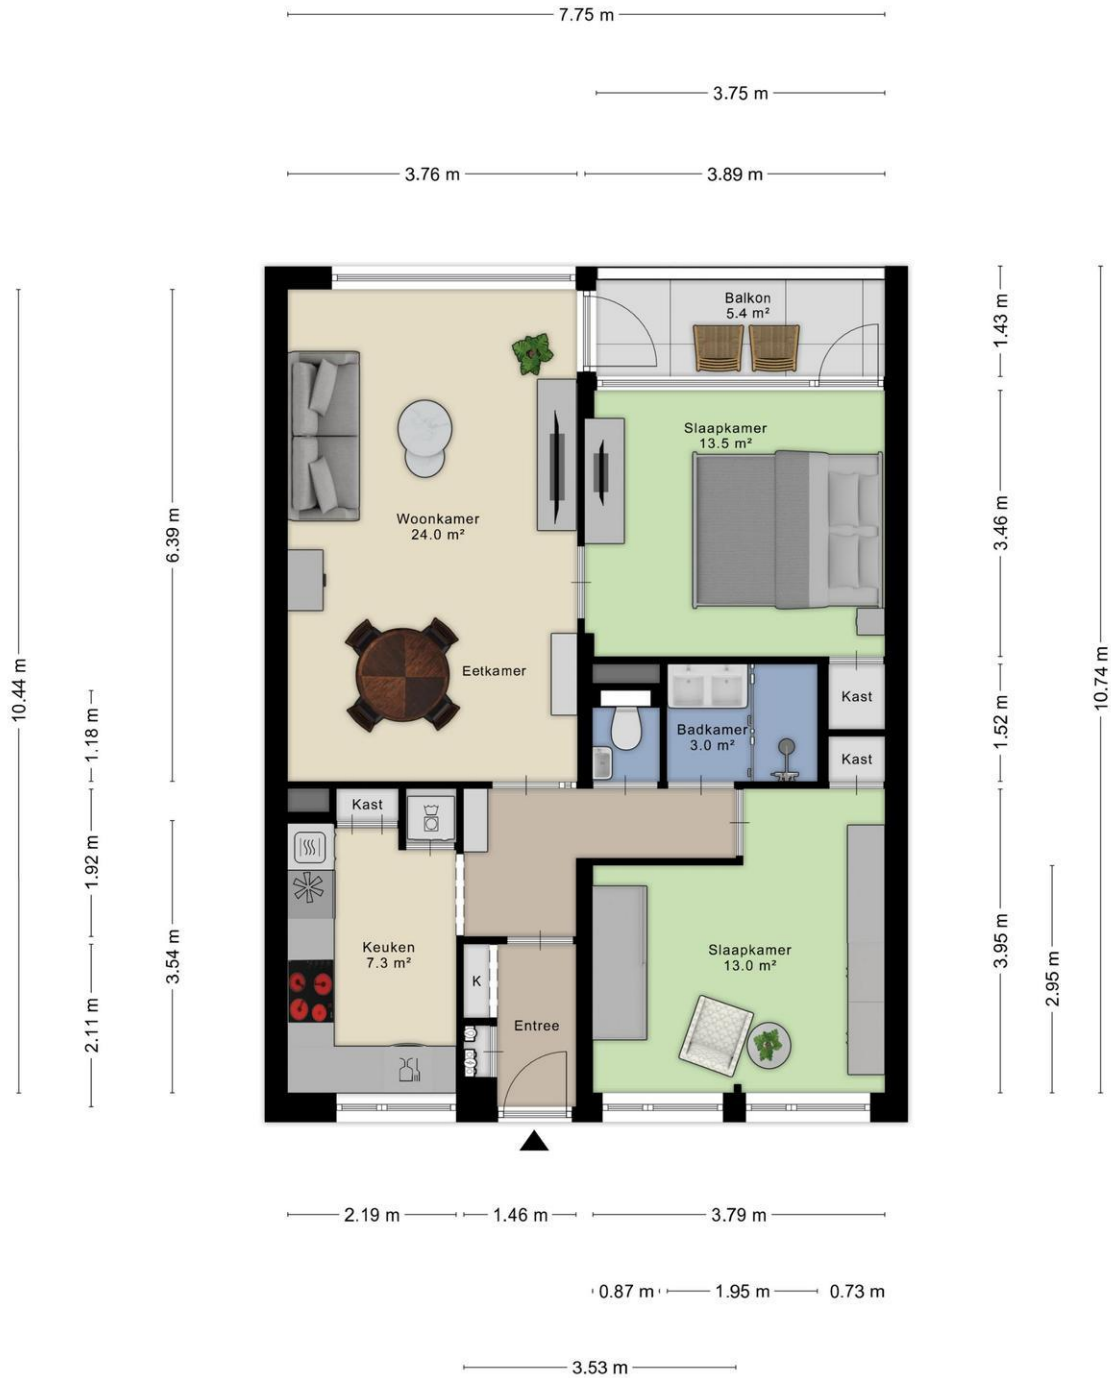 7.75 m
3.75 m
3.76 m
3.89 m
Balkon
5.4 m²
1.43 m
Slaapkamer
13.5 m²
Woonkamer
24.0 m²
6.39 m
3.46 m
10.44 m
10.74 m
Eetkamer
Kast
1.18 m
Badkamer
3.0 m²
1.52 m
Kast
Kast
1.92 m
Keuken
7.3 m²
3.54 m
Slaapkamer
13.0 m²
3.95 m
2.95 m
K
2.11 m
Entree
2.19 m
1.46 m
3.79 m
0.87 m
1.95 m
0.73 m
3.53 m